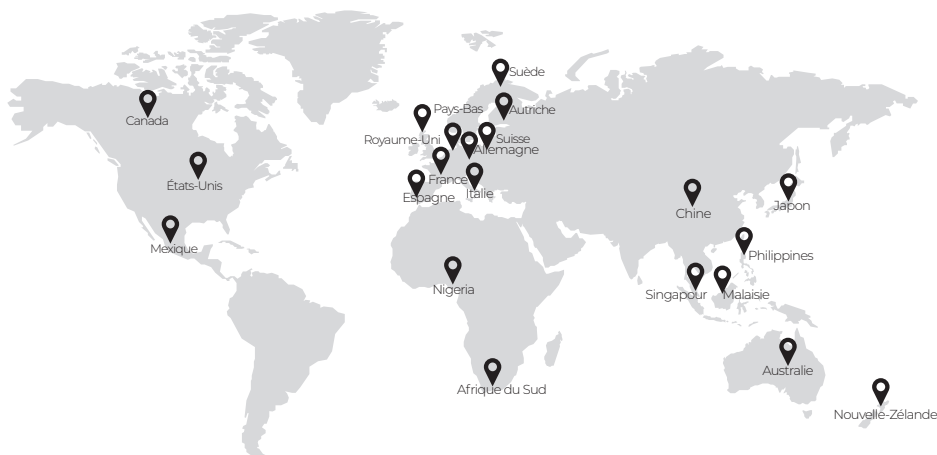 Suède
Pays-Bas
Autriche
Canada
Royaume-Uni
Suisse
Allemagne
France
États-Unis
Italie
Espagne
Japon
Chine
Mexique
Philippines
Nigeria
Singapour
Malaisie
Australie
Afrique du Sud
Nouvelle-Zélande